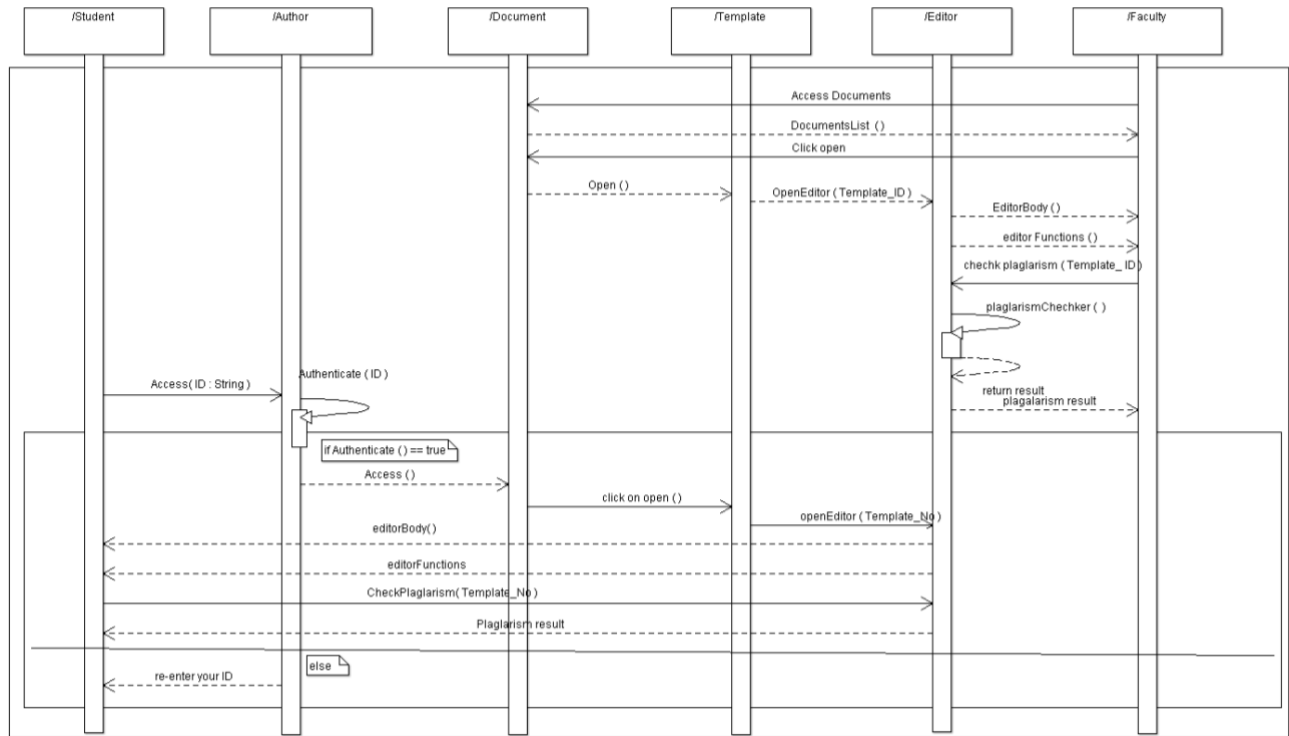 /Student
/Author
/Document
/Template
/Editor
/Faculty
Access Documents
DocumentsList ()
Click open
Open ( )
OpenEditor ( Template_ID )
EditorBody ( )
editor Functions ( )
chechk plaglarism ( Template_ ID )
plaglarismChechker ( )
return result
plagalarism result
Access( ID : String )
Authenticate ( ID )
if Authenticate ( ) == true
Access ( )
click on open ( )
openEditor ( Template_No )
editorBody()
editorFunctions
CheckPlaglarism( Template_No )
Plaglarism result
else
re-enter your ID